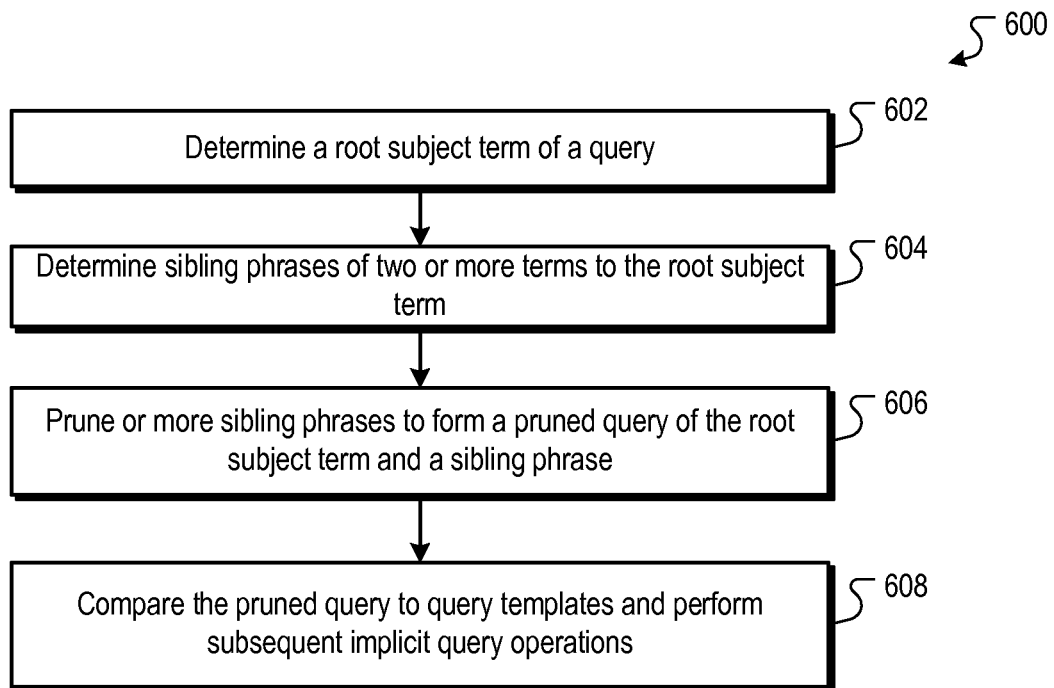 600
602
Determine a root subject term of a query
604
Determine sibling phrases of two or more terms to the root subject
term
606
Prune or more sibling phrases to form a pruned query of the root
subject term and a sibling phrase
608
Compare the pruned query to query templates and perform
subsequent implicit query operations